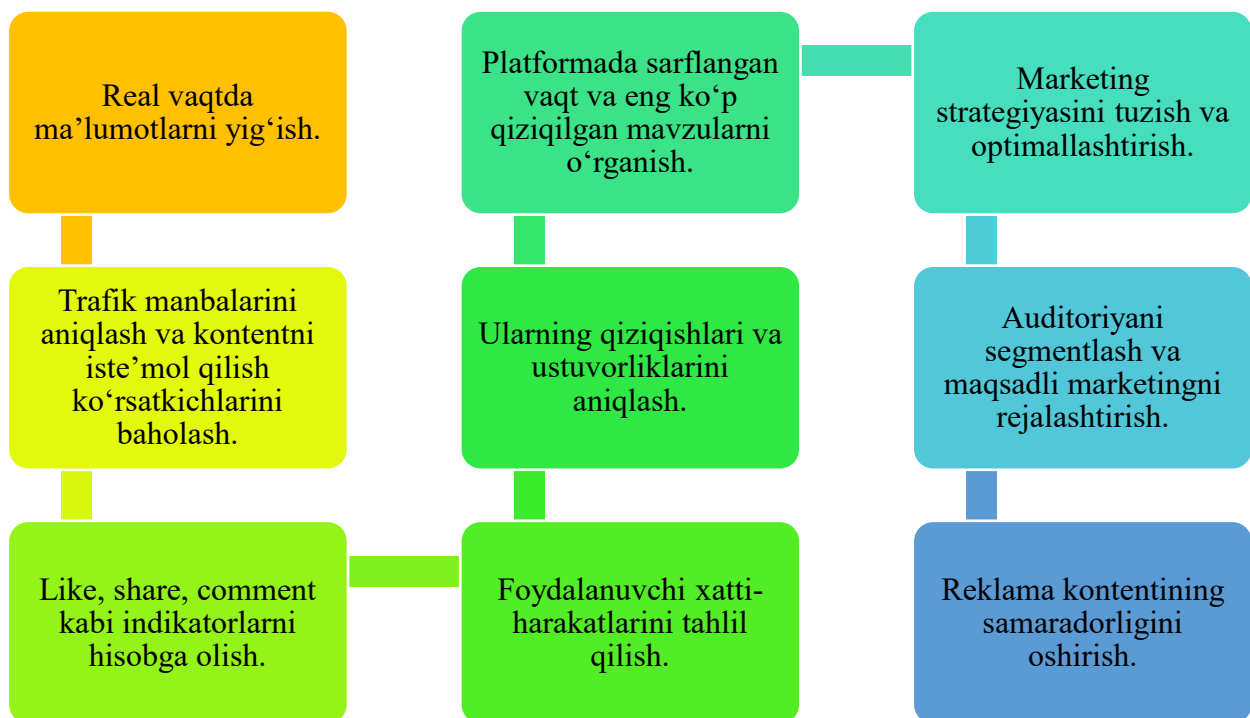 Real vaqtda
ma’lumotlarni yig‘ish.
Trafik manbalarini
aniqlash va kontentni
iste’mol qilish
ko‘rsatkichlarini
baholash.
Like, share, comment
kabi indikatorlarni
hisobga olish.
Foydalanuvchi xatti-
harakatlarini tahlil
qilish.
Ularning qiziqishlari va
ustuvorliklarini
aniqlash.
Platformada sarflangan
vaqt va eng ko‘p
qiziqilgan mavzularni
o‘rganish.
Marketing
strategiyasini tuzish va
optimallashtirish.
Auditoriyani
segmentlash va
maqsadli marketingni
rejalashtirish.
Reklama kontentining
samaradorligini
oshirish.